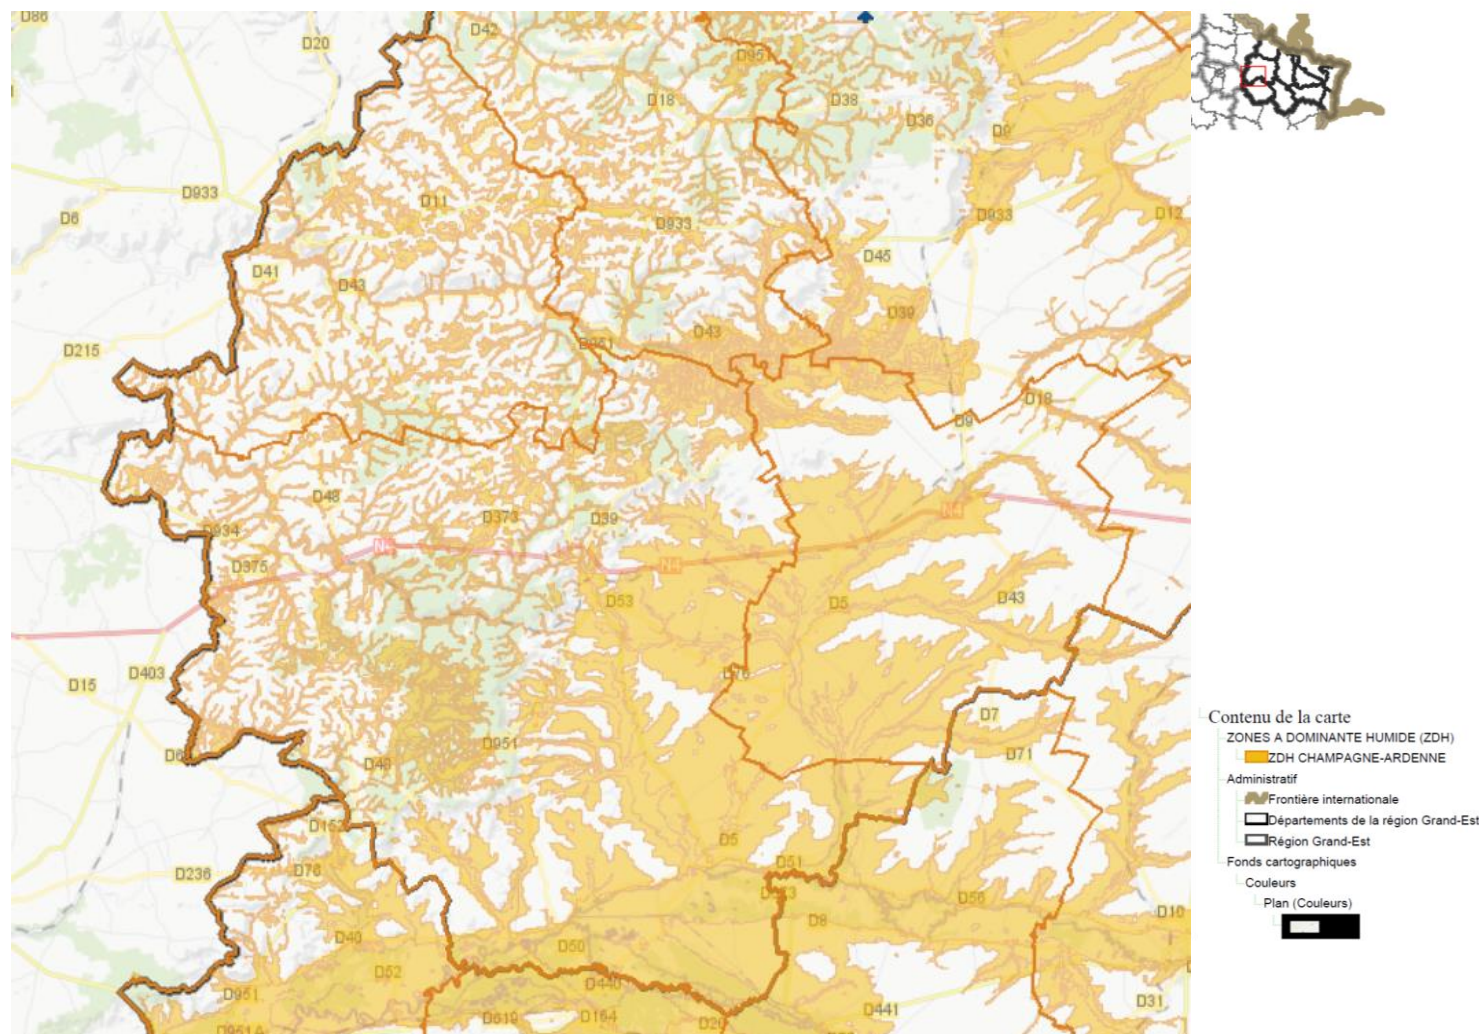 D86
D20
D42
D951
D18
D38
D36
D9
D933
D6
D11
D933
D933
D12
D45
D41
D43
D39
D215
D43
D951
D18
D9
D48
D373
D39
N4
D934
N4
D375
N4
D53
D5
D43
D403
D15
D76
D7
D951
D71
D49
D152
D5
D51
D236
D76
D373
D56
D10
D8
D40
D50
D52
D951
D440
D31
D441
D619
D164
D20
D951A
Contenu de la carte
ZONES A DOMINANTE HUMIDE (ZDH)
ZDH CHAMPAGNE-ARDENNE
Administratif
Frontière internationale
Départements de la région Grand-Est
Région Grand-Est
Fonds cartographiques
Couleurs
Plan (Couleurs)